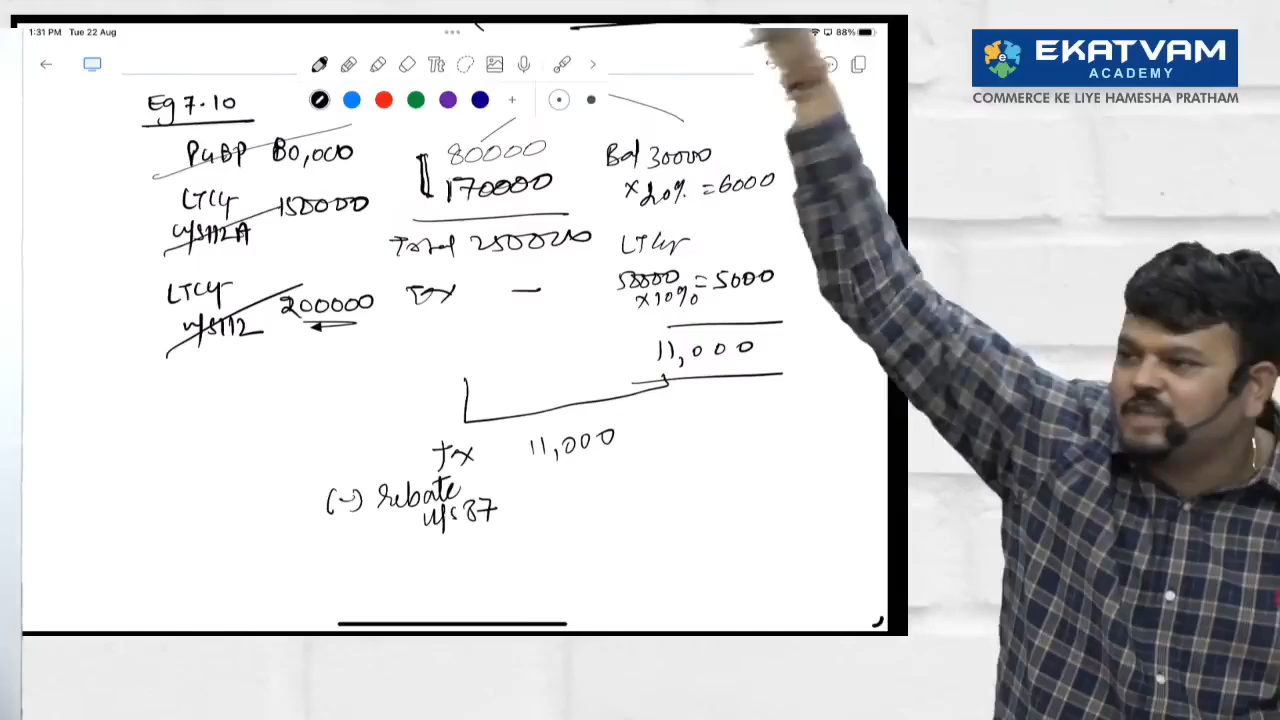 1:31 PM Tue 22 Aug
88%
EKATVAM
ACADEMY
COMMERCE KE LIYE HAMESHA PRATHAM
Eg 7.10
PGBP 80,000
LTCG 150000
u/s 112A
LTCG
u/s 112 200000
80000
170000
Total 250000
Tax —
Bal 30000
x 20% = 6000
LTCG
50000 = 5000
x 10%
11,000
tax 11,000
(-) rebate
u/s 87